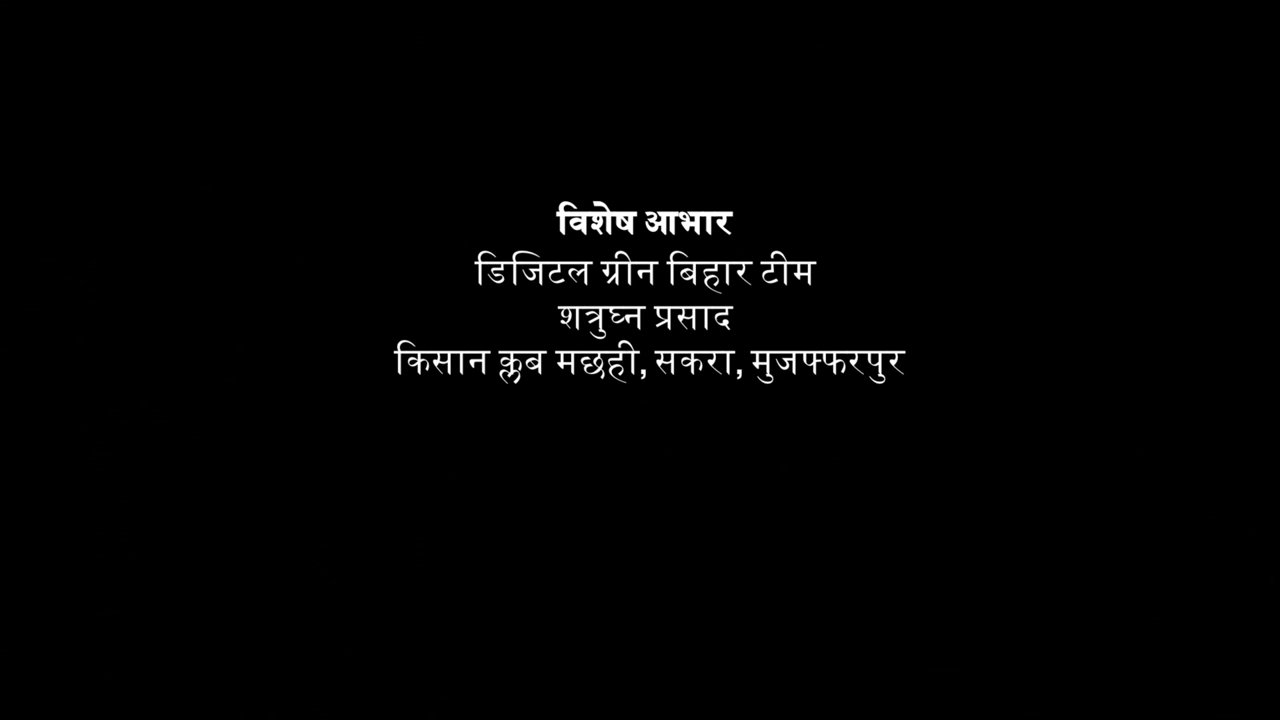 विशेष आभार
डिजिटल ग्रीन बिहार टीम
शत्रुघ्न प्रसाद
किसान क्लब मछही, सकरा, मुजफ्फरपुर